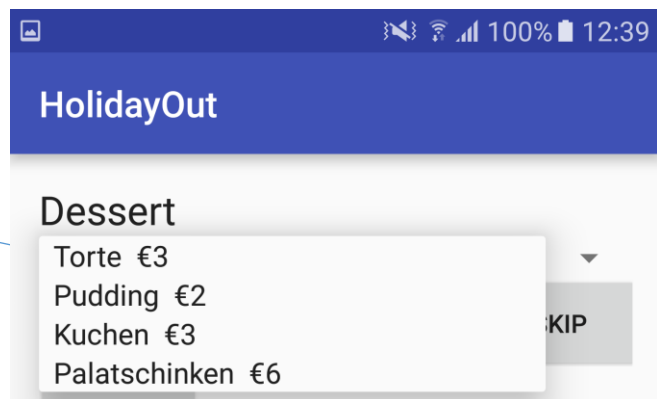 100% 12:39
HolidayOut
Dessert
Torte €3
Pudding €2
Kuchen €3
KIP
Palatschinken €6